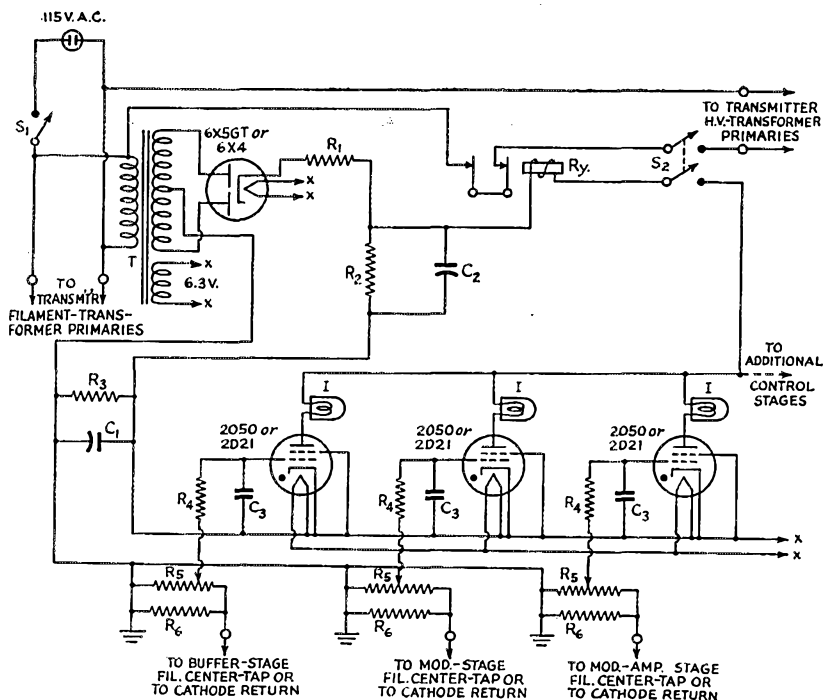 115 V. A.C.
S1
6X5GT or
6X4
R1
X
X
T
6.3V.
X
X
R2
C2
Ry.
S2
TO TRANSMITTER
H.V.-TRANSFORMER
PRIMARIES
TO
TRANSMTR
FILAMENT-TRANS-
FORMER PRIMARIES
R3
C1
TO
ADDITIONAL
CONTROL
STAGES
I
I
I
2050 or
2D21
2050 or
2D21
2050 or
2D21
R4
C3
R4
C3
R4
C3
X
X
R5
R6
R5
R6
R5
R6
TO BUFFER-STAGE
FIL. CENTER-TAP OR
TO CATHODE RETURN
TO MOD.-STAGE
FIL. CENTER-TAP OR
TO CATHODE RETURN
TO MOD.-AMP. STAGE
FIL. CENTER-TAP OR
TO CATHODE RETURN